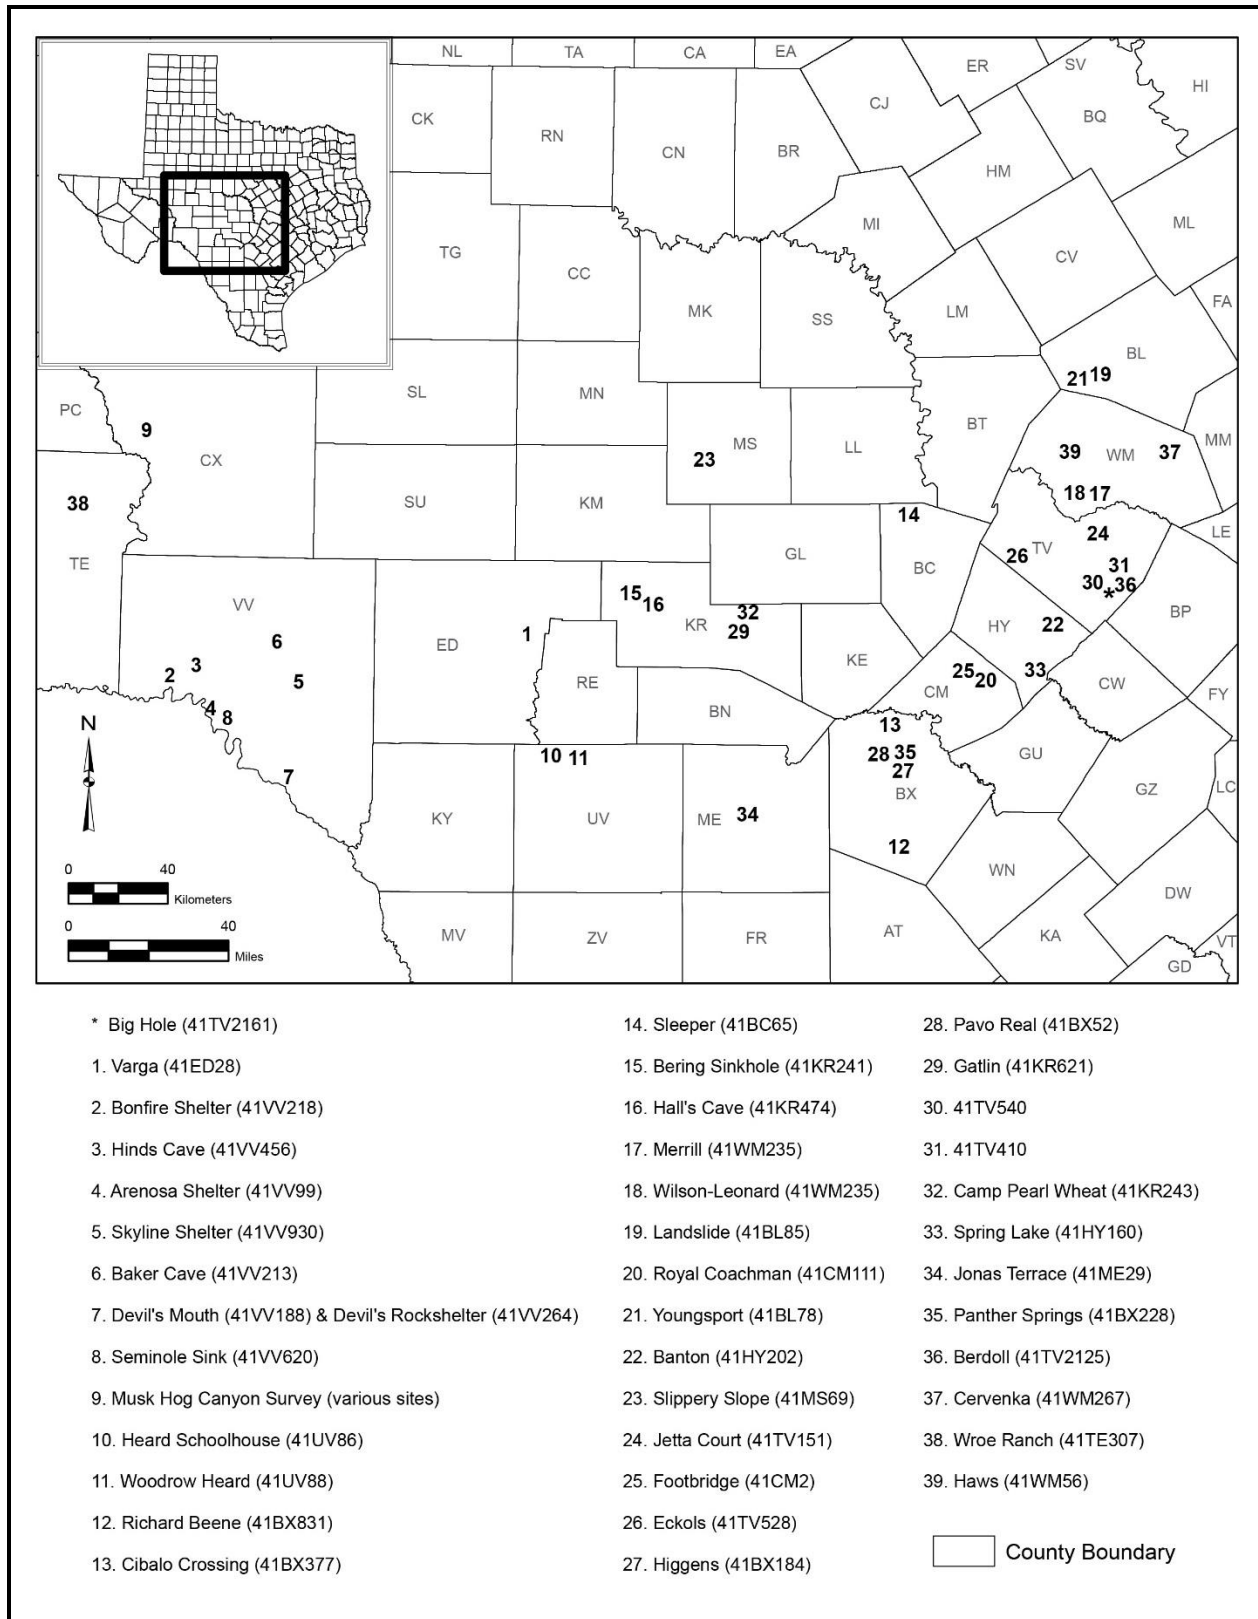 NL TA CA EA ER SV HI
CK RN CN BR CJ BQ
HM ML
MI
TG CC CV
MK SS LM FA
BL
21 19
SL MN BT
PC 9 CX MS LL 39 WM 37 MM
23
38 SU KM 18 17
14 24 LE
TE 26 TV 31
GL BC 30 * 36
VV 15 16 32 BP
6 1 KR 29 HY 22
3 ED KE
2 5 RE 25 20 33 CW
CM FY
4 8 BN
N 13
10 11 28 35 GU
7 27 GZ LC
BX
KY UV ME 34
12
WN
0 40
Kilometers
DW
0 40
Miles
MV ZV FR AT KA VT
GD
* Big Hole (41TV2161)
1. Varga (41ED28)
2. Bonfire Shelter (41VV218)
3. Hinds Cave (41VV456)
4. Arenosa Shelter (41VV99)
5. Skyline Shelter (41VV930)
6. Baker Cave (41VV213)
7. Devil's Mouth (41VV188) & Devil's Rockshelter (41VV264)
8. Seminole Sink (41VV620)
9. Musk Hog Canyon Survey (various sites)
10. Heard Schoolhouse (41UV86)
11. Woodrow Heard (41UV88)
12. Richard Beene (41BX831)
13. Cibalo Crossing (41BX377)
14. Sleeper (41BC65)
15. Bering Sinkhole (41KR241)
16. Hall's Cave (41KR474)
17. Merrill (41WM235)
18. Wilson-Leonard (41WM235)
19. Landslide (41BL85)
20. Royal Coachman (41CM111)
21. Youngsport (41BL78)
22. Banton (41HY202)
23. Slippery Slope (41MS69)
24. Jetta Court (41TV151)
25. Footbridge (41CM2)
26. Eckols (41TV528)
27. Higgens (41BX184)
28. Pavo Real (41BX52)
29. Gatlin (41KR621)
30. 41TV540
31. 41TV410
32. Camp Pearl Wheat (41KR243)
33. Spring Lake (41HY160)
34. Jonas Terrace (41ME29)
35. Panther Springs (41BX228)
36. Berdoll (41TV2125)
37. Cervenka (41WM267)
38. Wroe Ranch (41TE307)
39. Haws (41WM56)
County Boundary